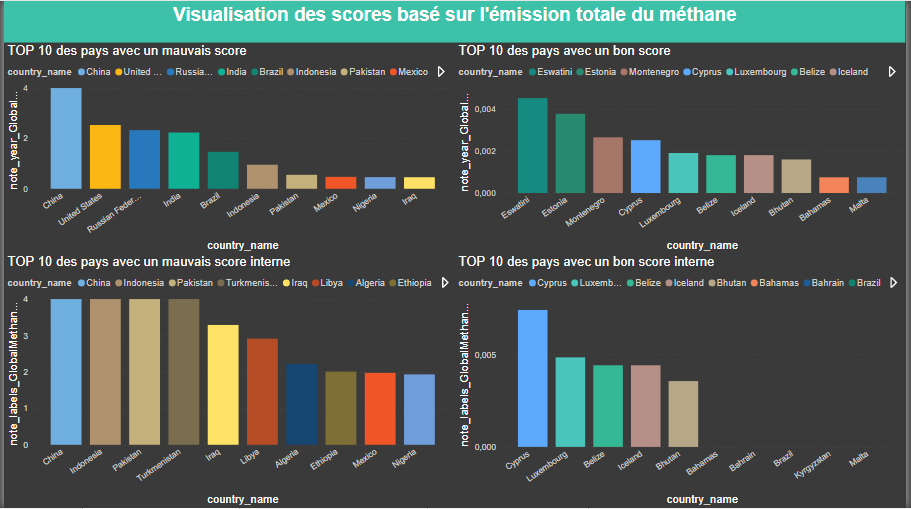 Visualisation des scores basé sur l'émission totale du méthane
TOP 10 des pays avec un mauvais score
country_name China United ... Russia... India Brazil Indonesia Pakistan Mexico
note_year_Global...
4
2
0
China
United States
Russian Feder...
India
Brazil
Indonesia
Pakistan
Mexico
Nigeria
Iraq
country_name
TOP 10 des pays avec un bon score
country_name Eswatini Estonia Montenegro Cyprus Luxembourg Belize Iceland
note_year_Global...
0,004
0,002
0,000
Eswatini
Estonia
Montenegro
Cyprus
Luxembourg
Belize
Iceland
Bhutan
Bahamas
Malta
country_name
TOP 10 des pays avec un mauvais score interne
country_name China Indonesia Pakistan Turkmenis... Iraq Libya Algeria Ethiopia
note_labels_GlobalMethan...
4
3
2
1
0
China
Indonesia
Pakistan
Turkmenistan
Iraq
Libya
Algeria
Ethiopia
Mexico
Nigeria
country_name
TOP 10 des pays avec un bon score interne
country_name Cyprus Luxemb... Belize Iceland Bhutan Bahamas Bahrain Brazil
note_labels_GlobalMethan...
0,005
0,000
Cyprus
Luxembourg
Belize
Iceland
Bhutan
Bahamas
Bahrain
Brazil
Kyrgyzstan
Malta
country_name